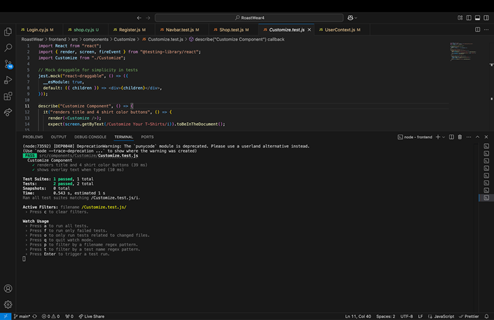 RoastWear4
Login.cy.js
shop.cy.js
Register.js M
Navbar.test.js M
Shop.test.js M
Customize.test.js
UserContext.js M
RoastWear > frontend > src > components > Customize > Customize.test.js > describe("Customize Component") callback
1 import React from "react";
2 import { render, screen, fireEvent } from "@testing-library/react";
3 import Customize from "./Customize";
4
5 // Mock draggable for simplicity in tests
6 jest.mock("react-draggable", () => ({
7 __esModule: true,
8 default: ({ children }) => <div>{children}</div>,
9 }));
10
11 describe("Customize Component", () => {
12 it("renders title and 4 shirt color buttons", () => {
13 render(<Customize />);
14 expect(screen.getByText(/Customize Your T-Shirt/i)).toBeInTheDocument();
PROBLEMS OUTPUT DEBUG CONSOLE TERMINAL PORTS
node - frontend
(node:73592) [DEP0040] DeprecationWarning: The `punycode` module is deprecated. Please use a userland alternative instead.
(Use `node --trace-deprecation ...` to show where the warning was created)
PASS src/components/Customize/Customize.test.js
Customize Component
✓ renders title and 4 shirt color buttons
✓ shows overlay text when typed
Test Suites: 1 passed, 1 total
Tests: 2 passed, 2 total
Snapshots: 0 total
Time: 0.543 s, estimated 1 s
Ran all test suites matching /Customize.test.js/i.
Active Filters: filename /Customize.test.js/
› Press c to clear filters.
Watch Usage
› Press a to run all tests.
› Press f to run only failed tests.
› Press o to only run tests related to changed files.
› Press q to quit watch mode.
› Press p to filter by a filename regex pattern.
› Press t to filter by a test name regex pattern.
› Press Enter to trigger a test run.
main* 0 0 0 Live Share Ln 11, Col 40 Spaces: 2 UTF-8 LF JavaScript Prettier